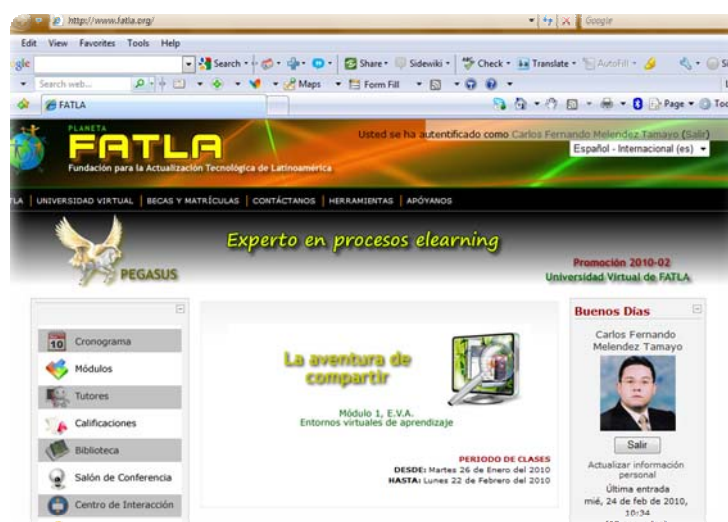 http://www.fatla.org/
Google
Edit View Favorites Tools Help
gle Search Share Sidewiki Check Translate AutoFill
Search web... Maps Form Fill
FATLA Page
PLANETA
FATLA
Fundación para la Actualización Tecnológica de Latinoamérica
Usted se ha autentificado como Carlos Fernando Melendez Tamayo (Salir)
Español - Internacional (es)
UNIVERSIDAD VIRTUAL BECAS Y MATRÍCULAS CONTÁCTANOS HERRAMIENTAS APÓYANOS
PEGASUS
Experto en procesos elearning
Promoción 2010-02
Universidad Virtual de FATLA
10 Cronograma
Módulos
Tutores
Calificaciones
Biblioteca
Salón de Conferencia
Centro de Interacción
La aventura de
compartir
Módulo 1, E.V.A.
Entornos virtuales de aprendizaje
PERIODO DE CLASES
DESDE: Martes 26 de Enero del 2010
HASTA: Lunes 22 de Febrero del 2010
Buenos Días
Carlos Fernando
Melendez Tamayo
Salir
Actualizar información
personal
Última entrada
mié, 24 de feb de 2010,